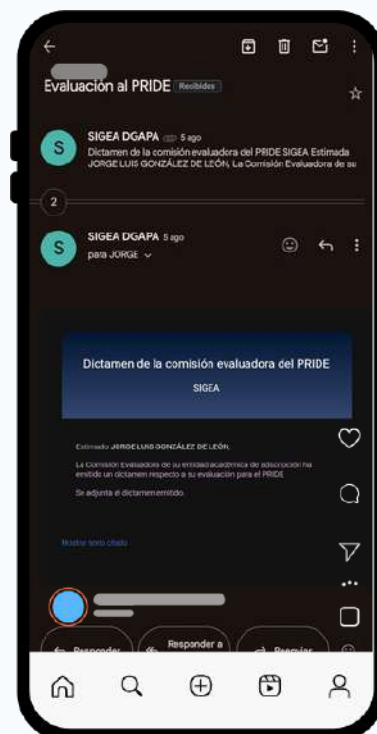 Evaluación al PRIDE Recibidos
SIGEA DGAPA 5 ago
Dictamen de la comisión evaluadora del PRIDE SIGEA Estimada
JORGE LUIS GONZÁLEZ DE LEÓN, La Comisión Evaluadora de su
2
SIGEA DGAPA 5 ago
para JORGE
Dictamen de la comisión evaluadora del PRIDE
SIGEA
Estimado JORGE LUIS GONZÁLEZ DE LEÓN,
La Comisión Evaluadora de su entidad académica de adscripción ha
emitido un dictamen respecto a su evaluación para el PRIDE
Se adjunta el dictamen emitido.
Mostrar texto citado
Responder
Responder a
Reenviar